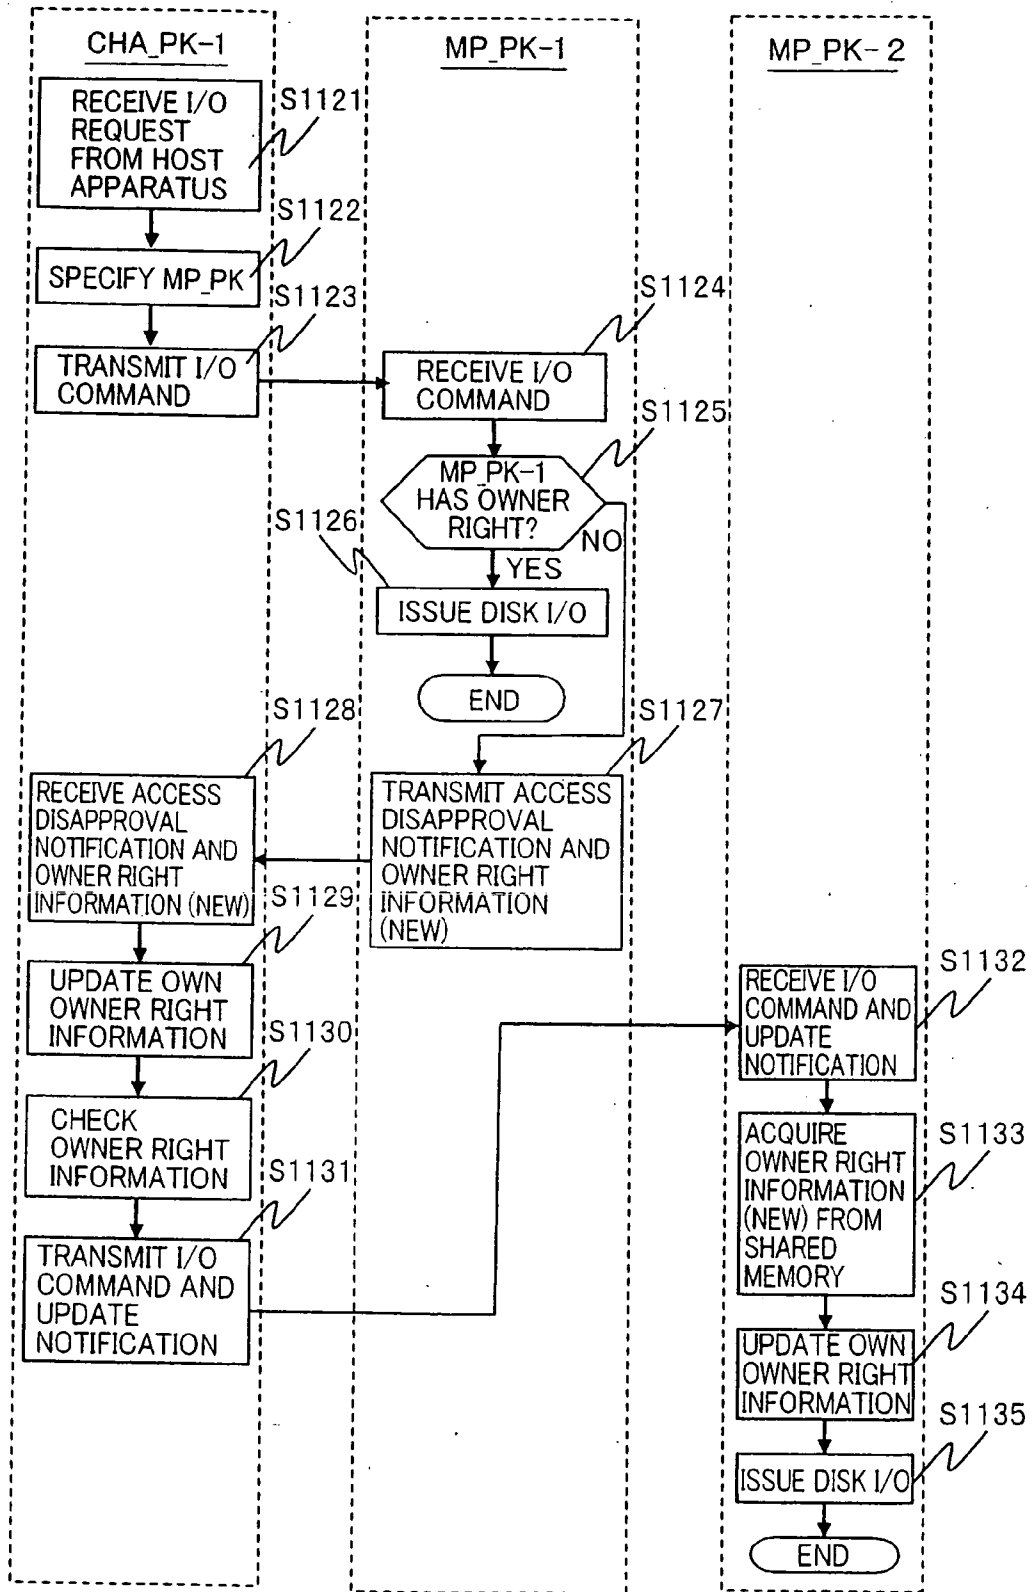 CHA_PK-1
MP_PK-1
MP_PK-2
RECEIVE I/O
REQUEST
FROM HOST
APPARATUS
S1121
S1122
SPECIFY MP_PK
S1123
TRANSMIT I/O
COMMAND
S1124
RECEIVE I/O
COMMAND
S1125
MP_PK-1
HAS OWNER
RIGHT?
NO
YES
S1126
ISSUE DISK I/O
END
S1127
TRANSMIT ACCESS
DISAPPROVAL
NOTIFICATION AND
OWNER RIGHT
INFORMATION
(NEW)
S1128
RECEIVE ACCESS
DISAPPROVAL
NOTIFICATION AND
OWNER RIGHT
INFORMATION (NEW)
S1129
UPDATE OWN
OWNER RIGHT
INFORMATION
S1130
CHECK
OWNER RIGHT
INFORMATION
S1131
TRANSMIT I/O
COMMAND AND
UPDATE
NOTIFICATION
S1132
RECEIVE I/O
COMMAND AND
UPDATE
NOTIFICATION
S1133
ACQUIRE
OWNER RIGHT
INFORMATION
(NEW) FROM
SHARED
MEMORY
S1134
UPDATE OWN
OWNER RIGHT
INFORMATION
S1135
ISSUE DISK I/O
END